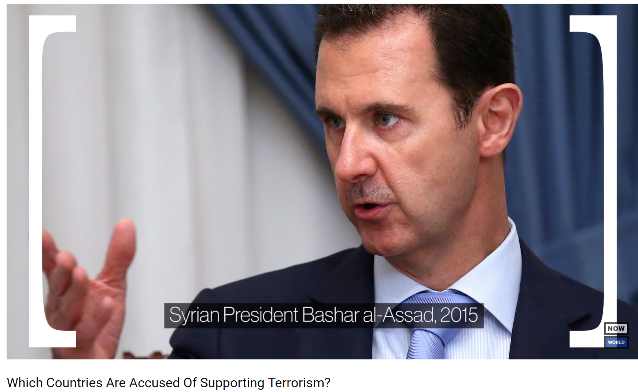 Syrian President Bashar al-Assad, 2015
NOW
WORLD
Which Countries Are Accused Of Supporting Terrorism?